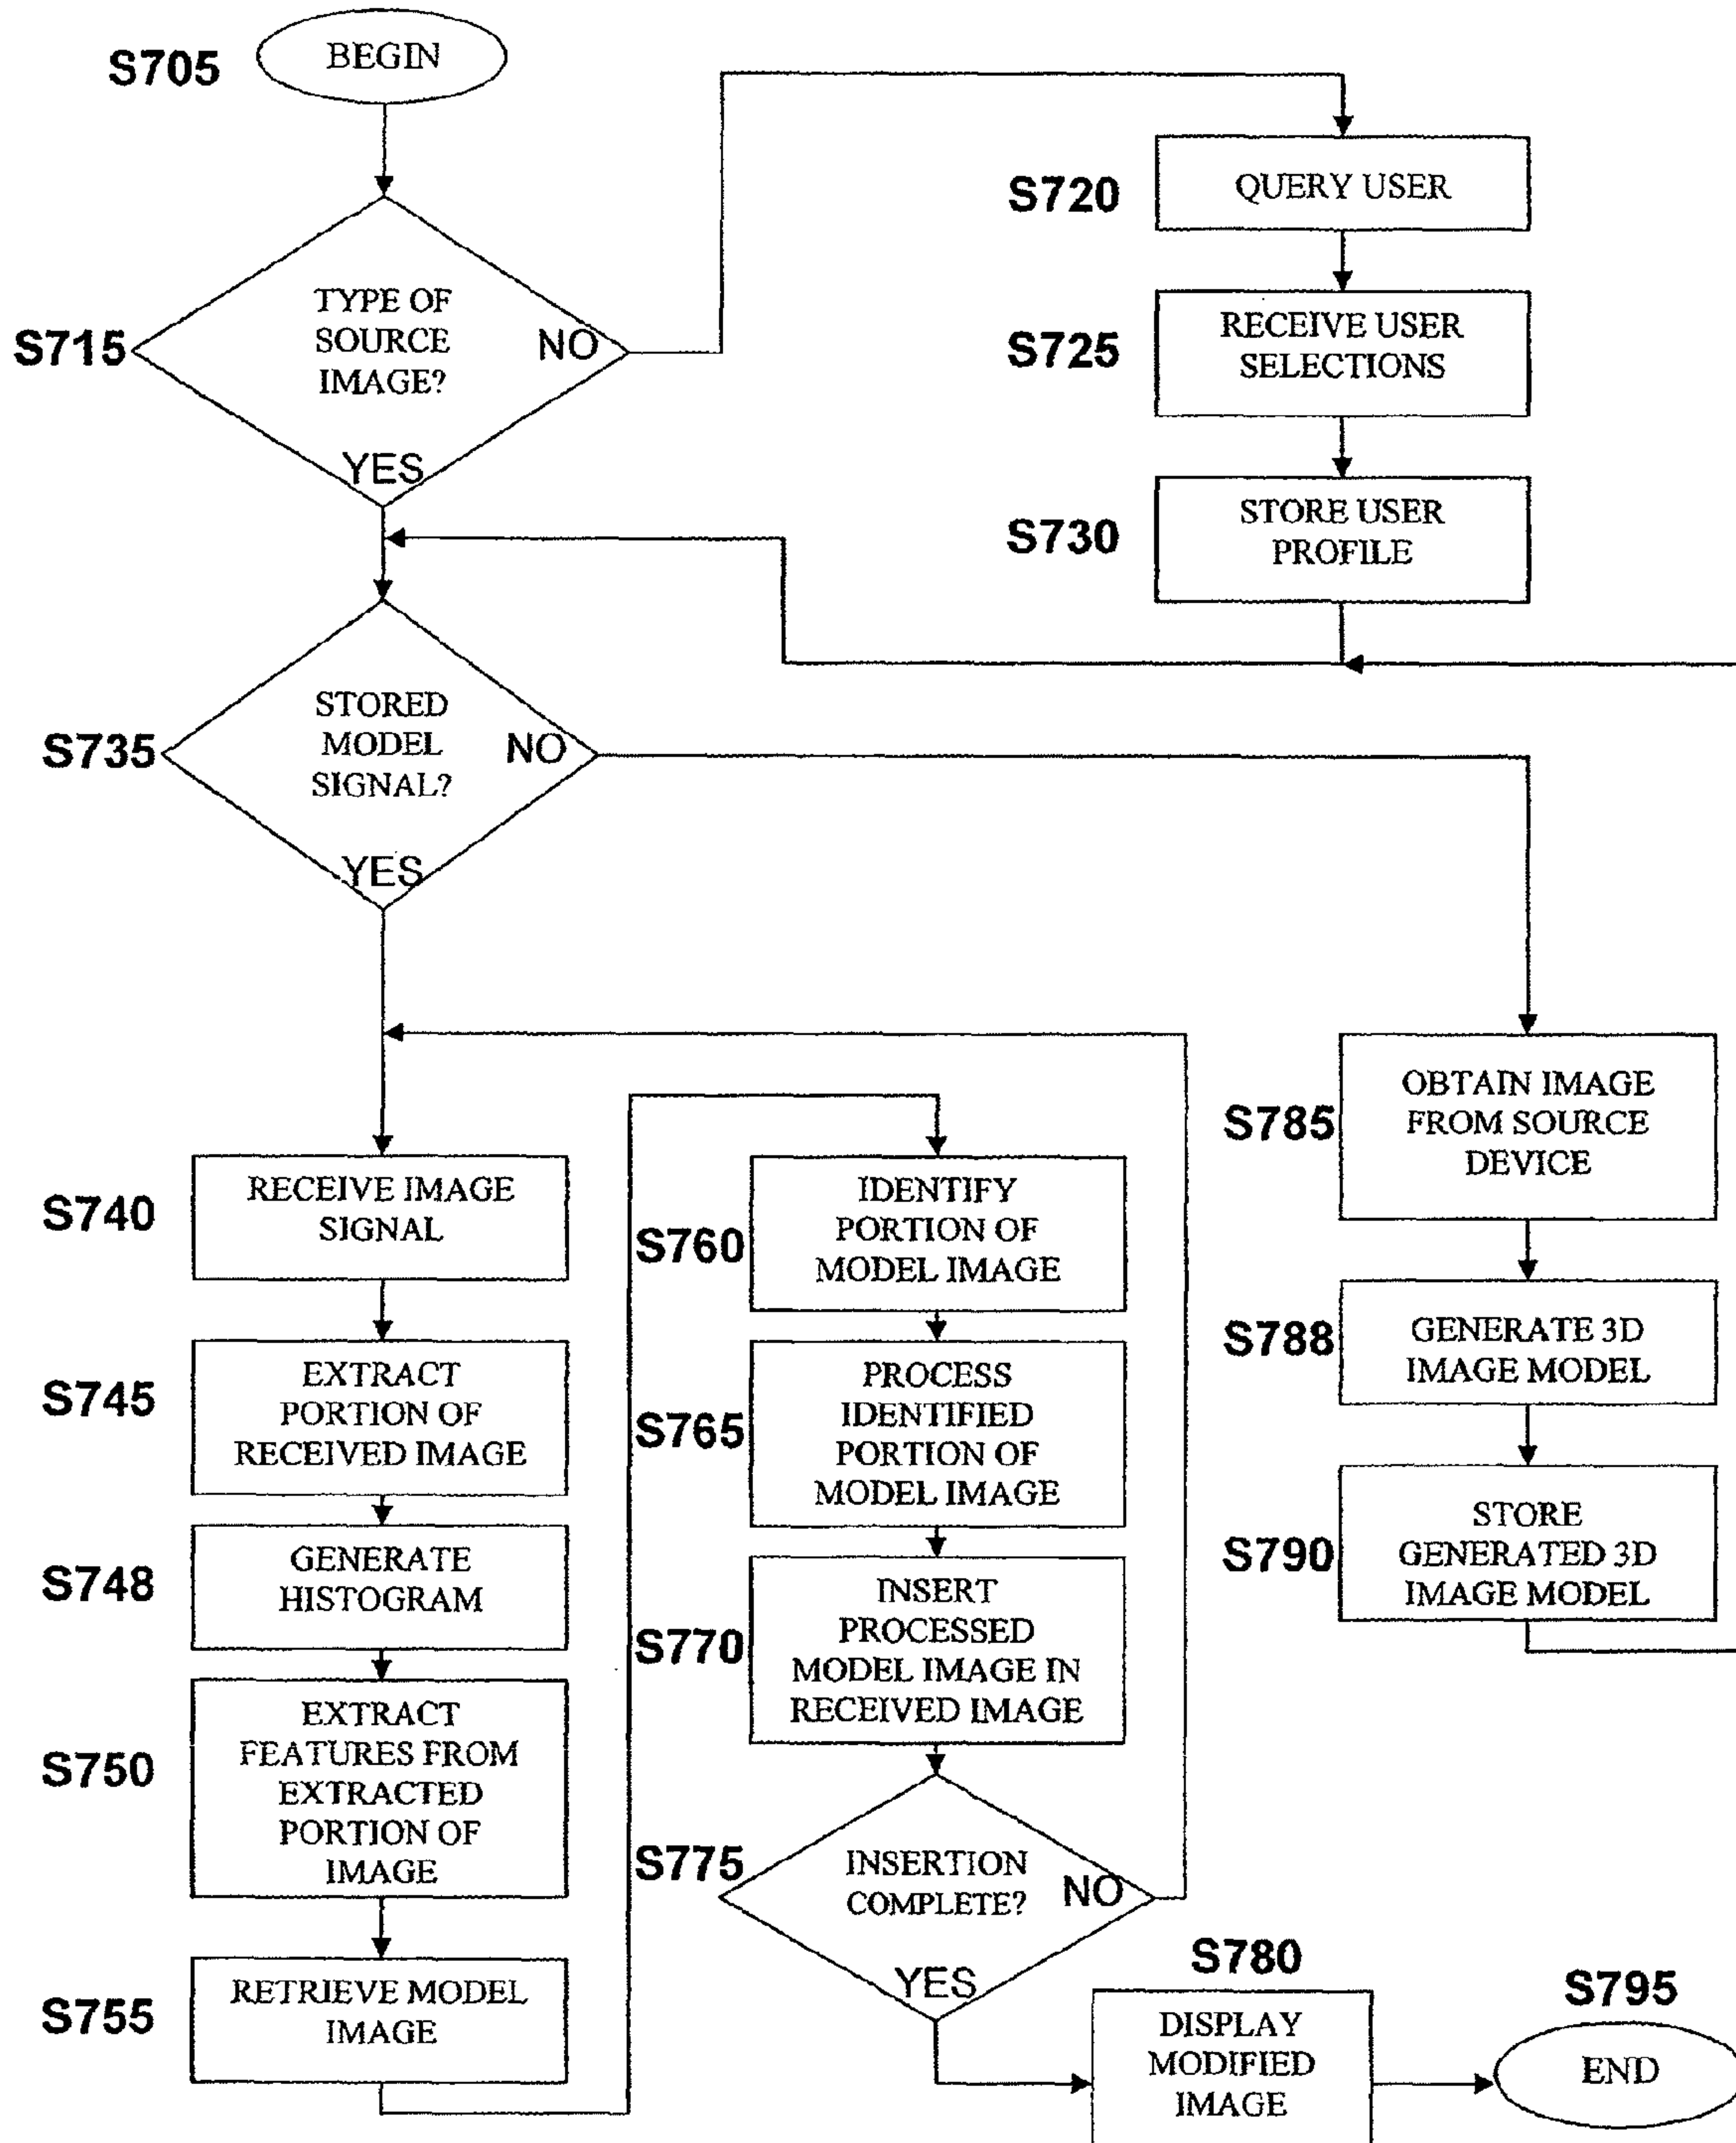 S705
BEGIN
S715
TYPE OF
SOURCE
IMAGE?
NO
YES
S720
QUERY USER
S725
RECEIVE USER
SELECTIONS
S730
STORE USER
PROFILE
S735
STORED
MODEL
SIGNAL?
NO
YES
S740
RECEIVE IMAGE
SIGNAL
S745
EXTRACT
PORTION OF
RECEIVED IMAGE
S748
GENERATE
HISTOGRAM
S750
EXTRACT
FEATURES FROM
EXTRACTED
PORTION OF
IMAGE
S755
RETRIEVE MODEL
IMAGE
S760
IDENTIFY
PORTION OF
MODEL IMAGE
S765
PROCESS
IDENTIFIED
PORTION OF
MODEL IMAGE
S770
INSERT
PROCESSED
MODEL IMAGE IN
RECEIVED IMAGE
S775
INSERTION
COMPLETE?
NO
YES
S780
DISPLAY
MODIFIED
IMAGE
S785
OBTAIN IMAGE
FROM SOURCE
DEVICE
S788
GENERATE 3D
IMAGE MODEL
S790
STORE
GENERATED 3D
IMAGE MODEL
S795
END